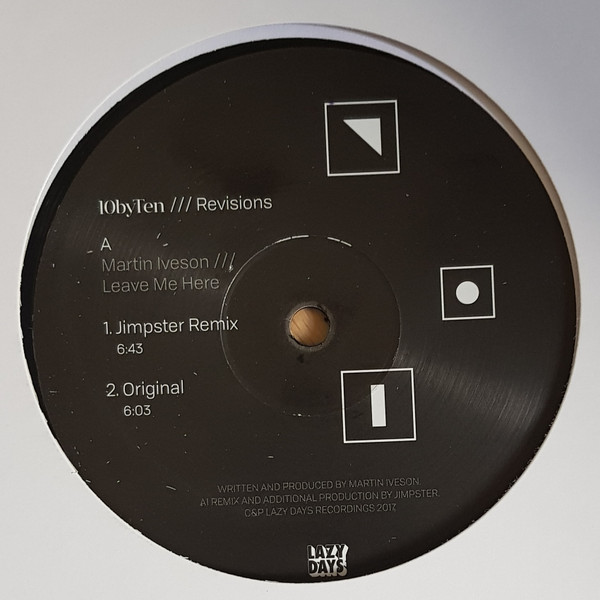 10byTen /// Revisions
A
Martin Iveson ///
Leave Me Here
1. Jimpster Remix
6:43
2. Original
6:03
WRITTEN AND PRODUCED BY MARTIN IVESON.
A1 REMIX AND ADDITIONAL PRODUCTION BY JIMPSTER.
C&P LAZY DAYS RECORDINGS 2017.
LAZY
DAYS